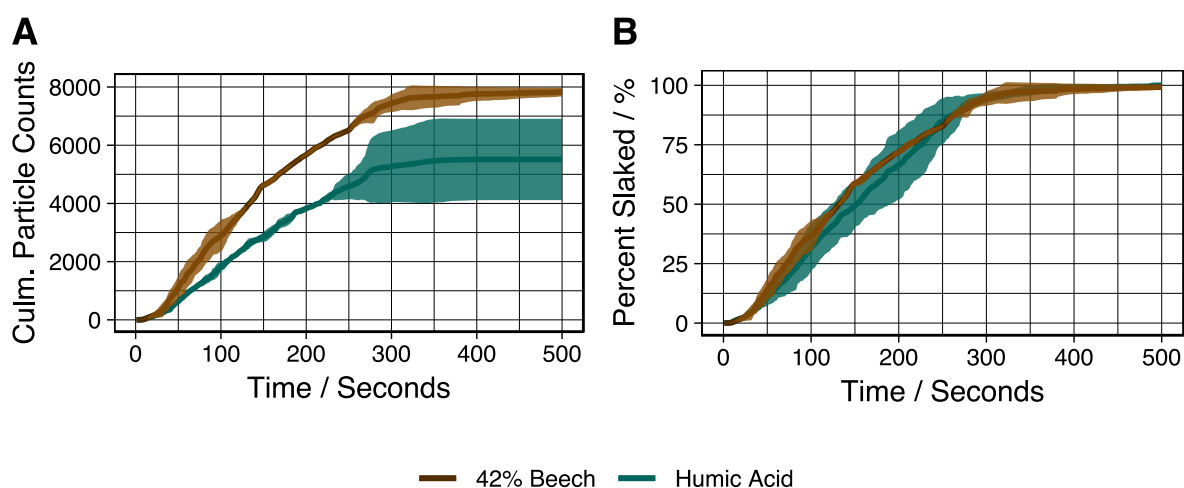 A
B
Culm. Particle Counts
8000
6000
4000
2000
0
0 100 200 300 400 500
Time / Seconds
Percent Slaked / %
100
75
50
25
0
0 100 200 300 400 500
Time / Seconds
42% Beech
Humic Acid